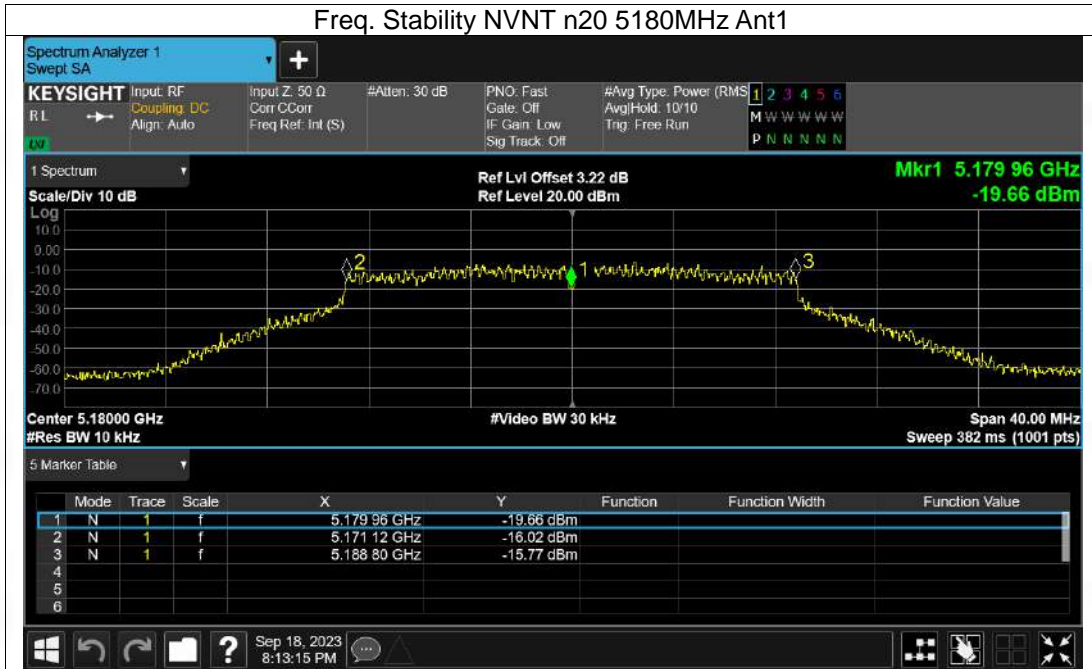 Freq. Stability NVNT n20 5180MHz Ant1
Spectrum Analyzer 1
Swept SA
+
KEYSIGHT Input: RF Input Z: 50 Ω #Atten: 30 dB PNO: Fast #Avg Type: Power (RMS 1 2 3 4 5 6
RL Coupling: DC Corr CCorr Gate: Off Avg|Hold: 10/10 M W W W W W
Align: Auto Freq Ref: Int (S) IF Gain: Low Trig: Free Run
LXI Sig Track: Off P N N N N N
1 Spectrum Ref Lvl Offset 3.22 dB Mkr1 5.179 96 GHz
Scale/Div 10 dB Ref Level 20.00 dBm -19.66 dBm
Log
10.0
0.00
-10.0
-20.0
-30.0
-40.0
-50.0
-60.0
-70.0
2 1 3
Center 5.18000 GHz #Video BW 30 kHz Span 40.00 MHz
#Res BW 10 kHz Sweep 382 ms (1001 pts)
5 Marker Table
Mode Trace Scale X Y Function Function Width Function Value
1 N 1 f 5.179 96 GHz -19.66 dBm
2 N 1 f 5.171 12 GHz -16.02 dBm
3 N 1 f 5.188 80 GHz -15.77 dBm
4
5
6
? Sep 18, 2023
8:13:15 PM